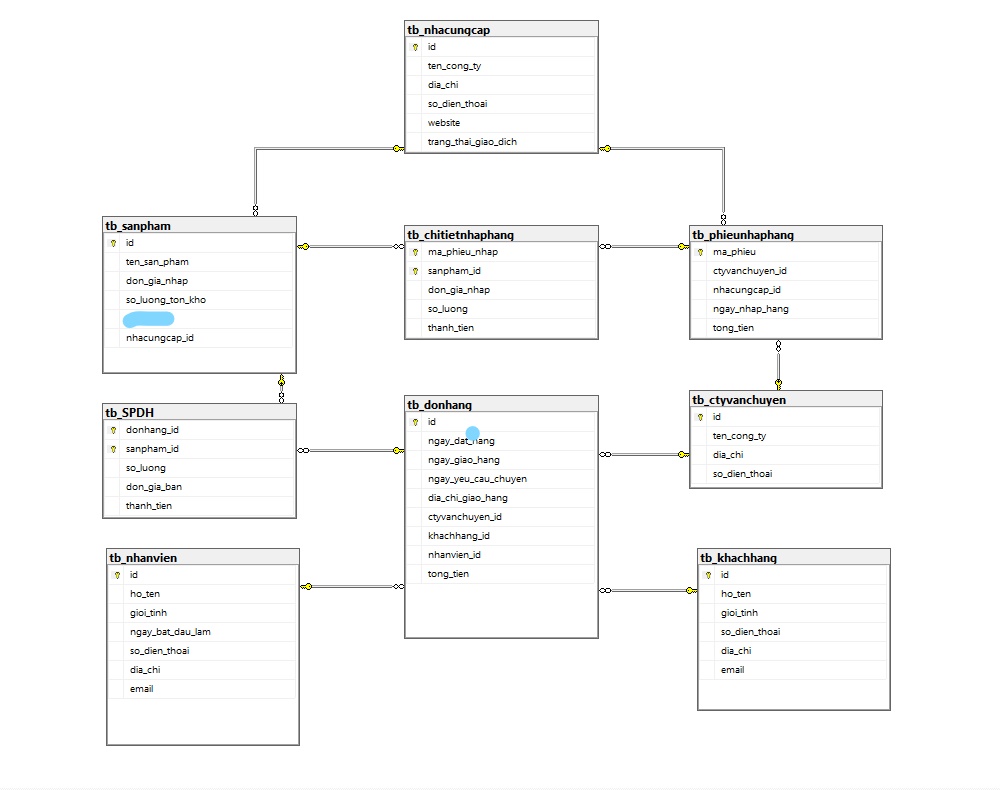 tb_nhacungcap
id
ten_cong_ty
dia_chi
so_dien_thoai
website
trang_thai_giao_dich
tb_sanpham
id
ten_san_pham
don_gia_nhap
so_luong_ton_kho
nhacungcap_id
tb_chitietnhaphang
ma_phieu_nhap
sanpham_id
don_gia_nhap
so_luong
thanh_tien
tb_phieunhaphang
ma_phieu
ctyvanchuyen_id
nhacungcap_id
ngay_nhap_hang
tong_tien
tb_SPDH
donhang_id
sanpham_id
so_luong
don_gia_ban
thanh_tien
tb_donhang
id
ngay_dat_hang
ngay_giao_hang
ngay_yeu_cau_chuyen
dia_chi_giao_hang
ctyvanchuyen_id
khachhang_id
nhanvien_id
tong_tien
tb_ctyvanchuyen
id
ten_cong_ty
dia_chi
so_dien_thoai
tb_nhanvien
id
ho_ten
gioi_tinh
ngay_bat_dau_lam
so_dien_thoai
dia_chi
email
tb_khachhang
id
ho_ten
gioi_tinh
so_dien_thoai
dia_chi
email